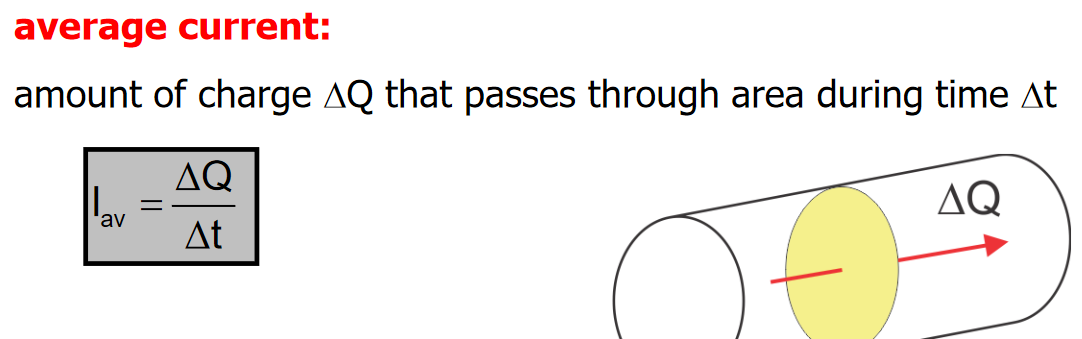 average current:
amount of charge ΔQ that passes through area during time Δt
I_av = ΔQ / Δt
ΔQ